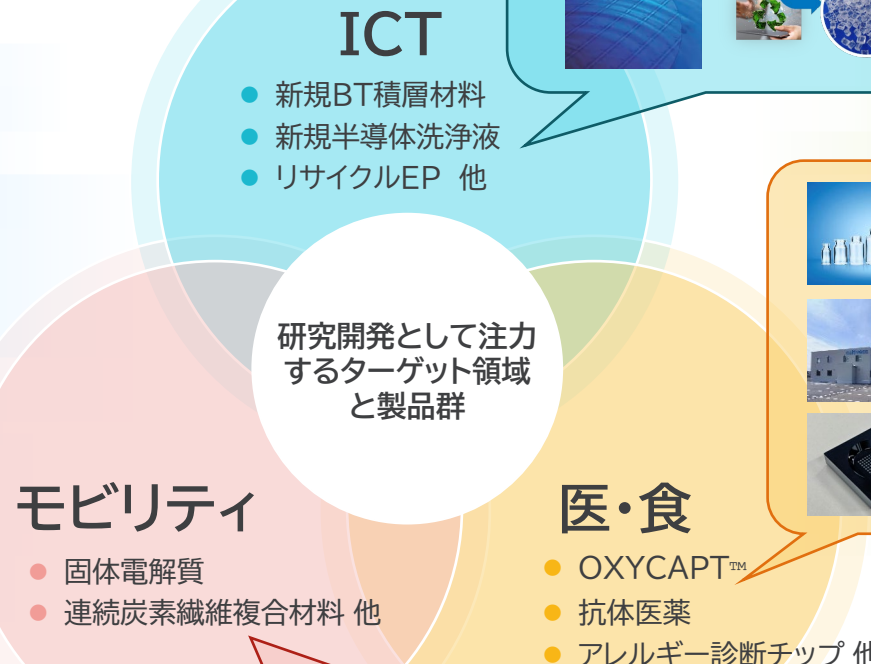 ICT
● 新規BT積層材料
● 新規半導体洗浄液
● リサイクルEP 他
研究開発として注力
するターゲット領域
と製品群
モビリティ
● 固体電解質
● 連続炭素繊維複合材料 他
医・食
● OXYCAPT™
● 抗体医薬
● アレルギー診断チップ 他